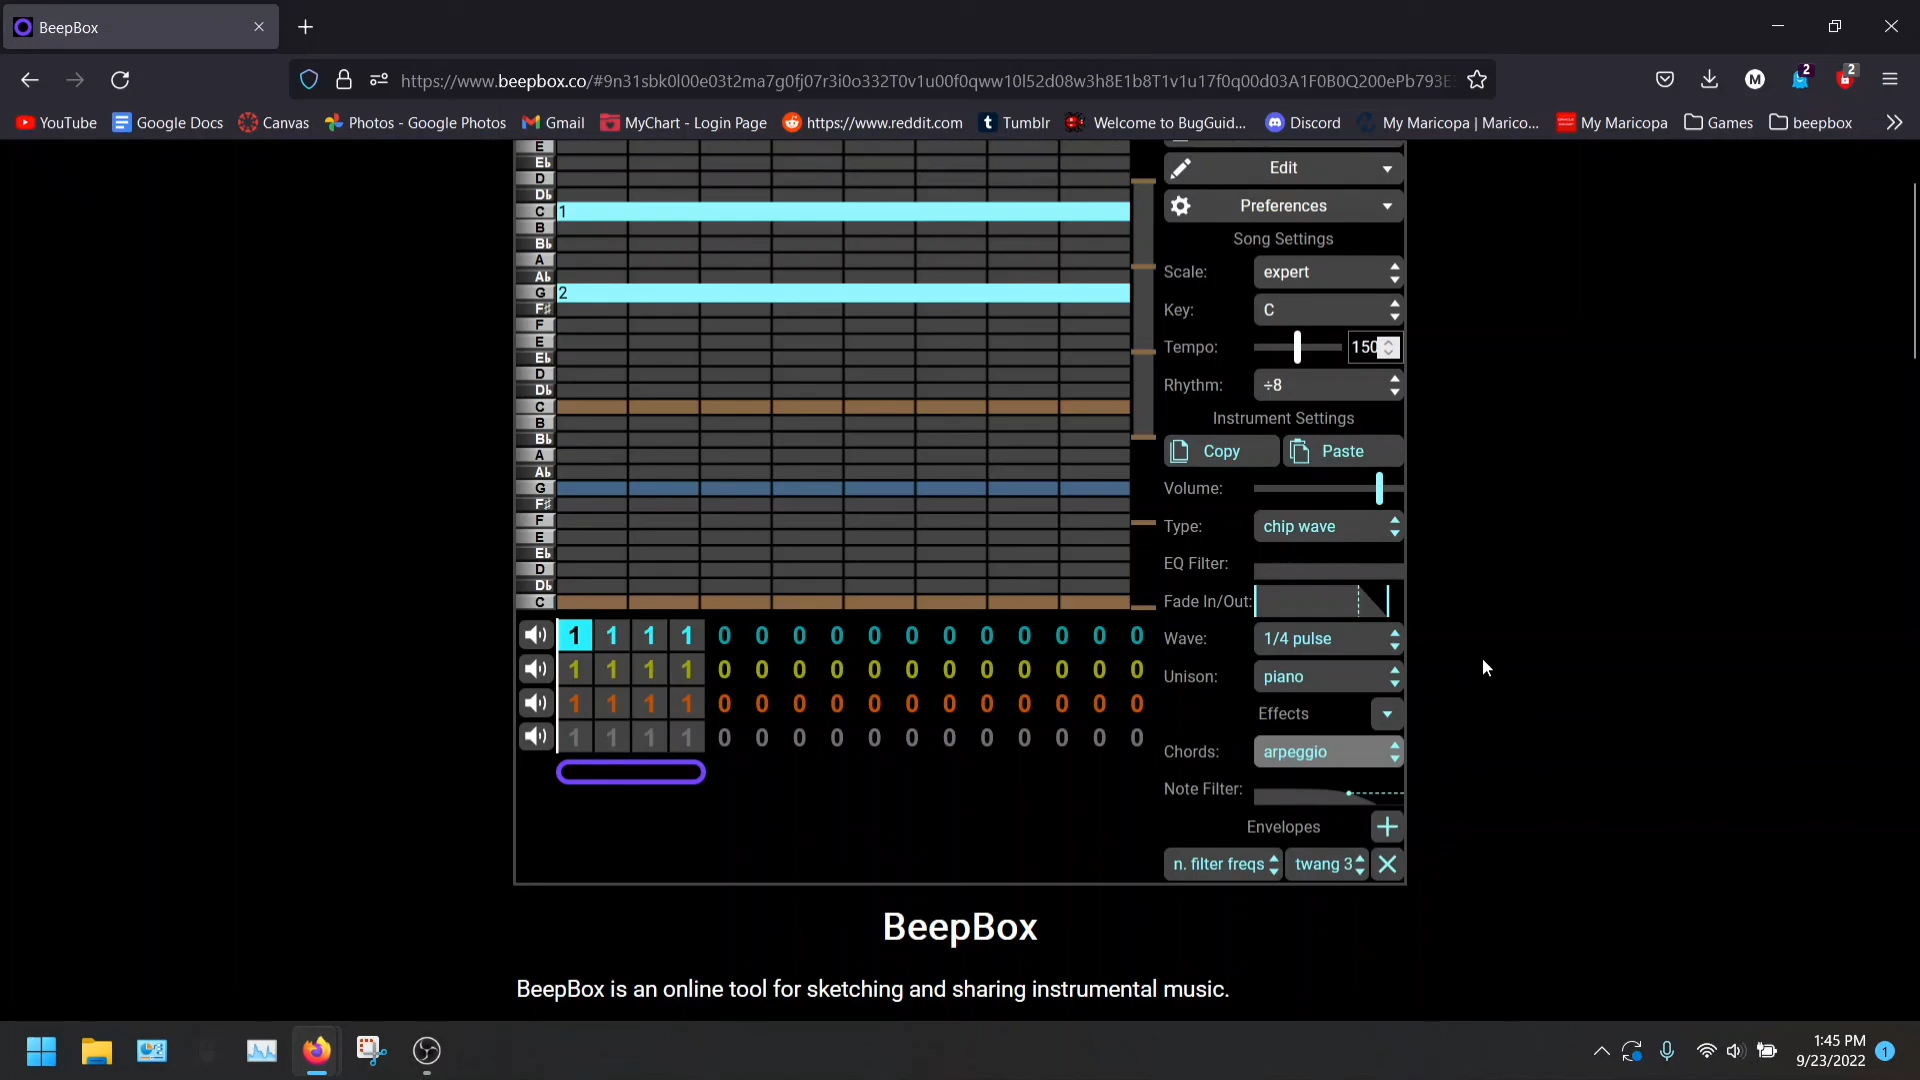 BeepBox
https://www.beepbox.co/#9n31sbk0l00e03t2ma7g0fj07r3i0o332T0v1u00f0qww10l52d08w3h8E1b8T1v1u17f0q00d03A1F0B0Q200ePb793E
2
2
YouTube Google Docs Canvas Photos - Google Photos Gmail MyChart - Login Page https://www.reddit.com Tumblr Welcome to BugGuid... Discord My Maricopa | Marico... My Maricopa Games beepbox
E
E♭
D
D♭
C 1
B
B♭
A
A♭
G 2
F♯
F
E
E♭
D
D♭
C
B
B♭
A
A♭
G
F♯
F
E
E♭
D
D♭
C
Edit
Preferences
Song Settings
Scale: expert
Key: C
Tempo: 150
Rhythm: ÷8
Instrument Settings
Copy Paste
Volume:
Type: chip wave
EQ Filter:
Fade In/Out:
Wave: 1/4 pulse
Unison: piano
Effects
Chords: arpeggio
Note Filter:
Envelopes
n. filter freqs twang 3
1 1 1 1 0 0 0 0 0 0 0 0 0 0 0 0
1 1 1 1 0 0 0 0 0 0 0 0 0 0 0 0
1 1 1 1 0 0 0 0 0 0 0 0 0 0 0 0
1 1 1 1 0 0 0 0 0 0 0 0 0 0 0 0
BeepBox
BeepBox is an online tool for sketching and sharing instrumental music.
1:45 PM
9/23/2022
1